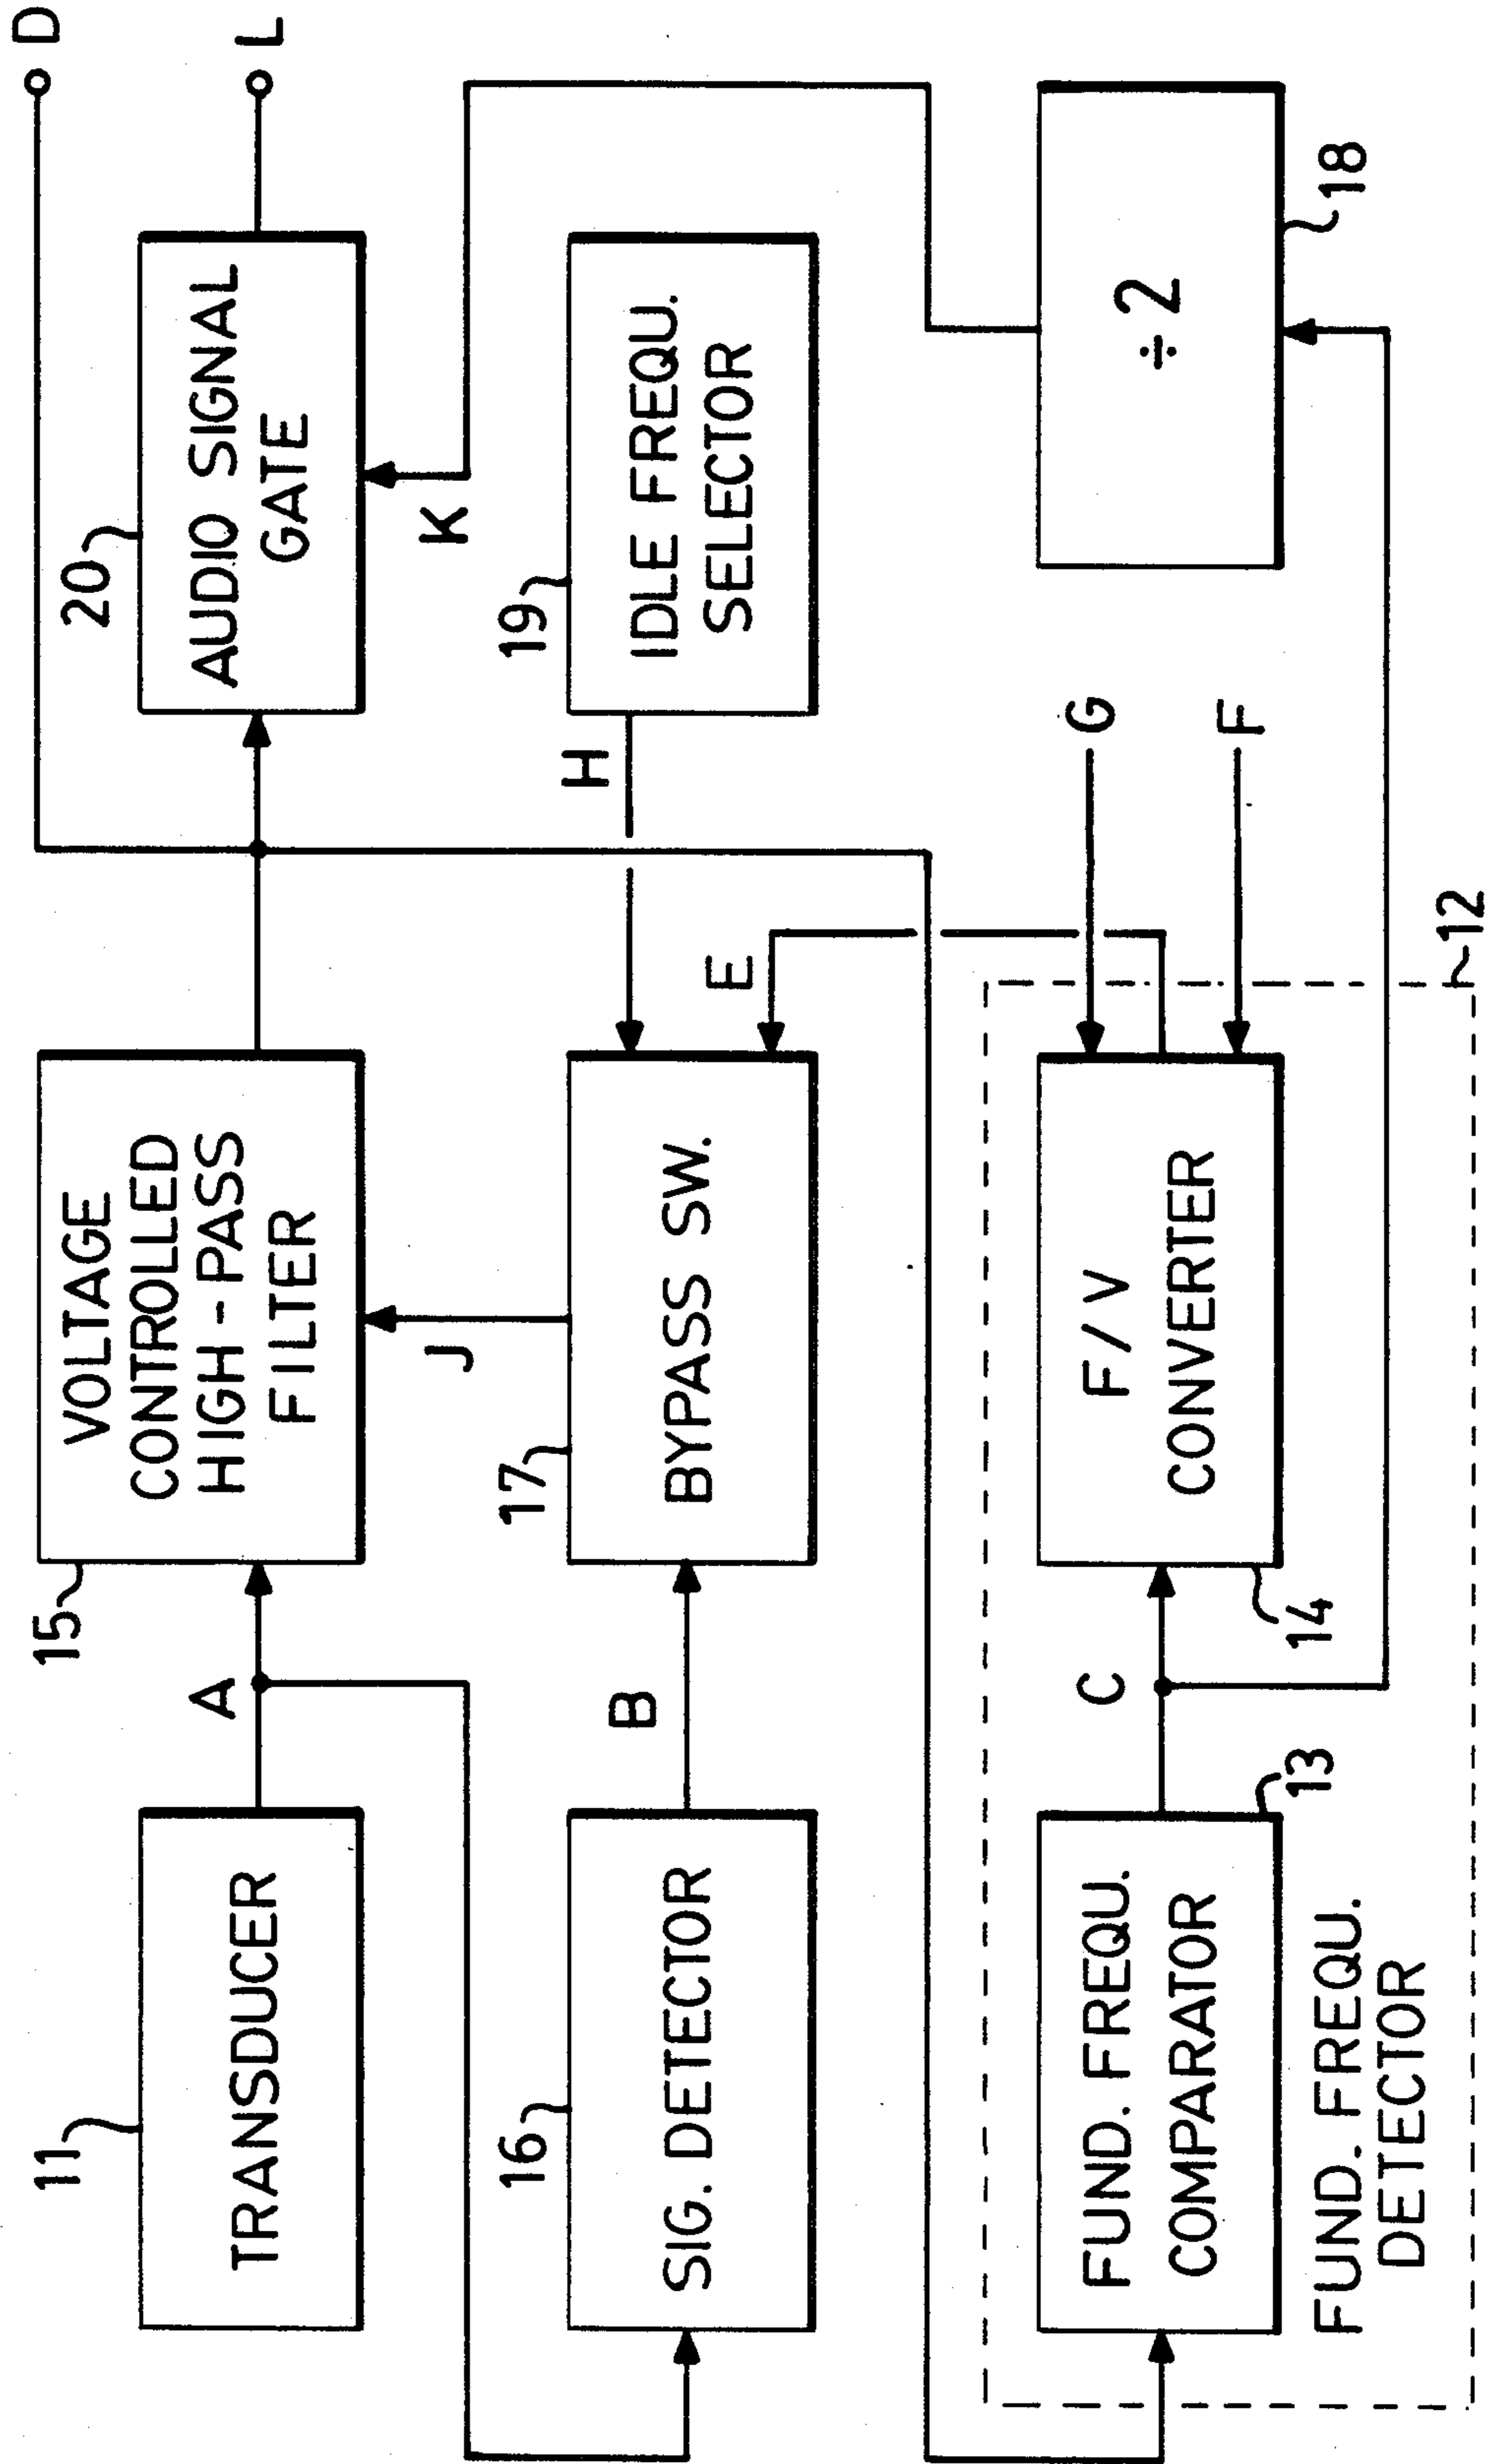 11
TRANSDUCER
A
15
VOLTAGE
CONTROLLED
HIGH-PASS
FILTER
20
AUDIO SIGNAL
GATE
D
L
16
SIG. DETECTOR
B
17
BYPASS SW.
J
H
E
19
IDLE FREQU.
SELECTOR
K
FUND. FREQU.
COMPARATOR
13
C
F/V
CONVERTER
14
G
F
÷ 2
18
FUND. FREQU.
DETECTOR
12